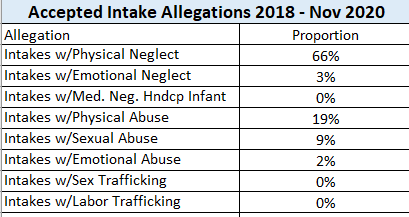 Accepted Intake Allegations 2018 - Nov 2020
Allegation Proportion
Intakes w/Physical Neglect 66%
Intakes w/Emotional Neglect 3%
Intakes w/Med. Neg. Hndcp Infant 0%
Intakes w/Physical Abuse 19%
Intakes w/Sexual Abuse 9%
Intakes w/Emotional Abuse 2%
Intakes w/Sex Trafficking 0%
Intakes w/Labor Trafficking 0%